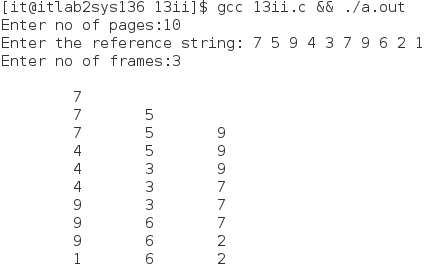 [it@itlab2sys136 13ii]$ gcc 13ii.c && ./a.out
Enter no of pages:10
Enter the reference string: 7 5 9 4 3 7 9 6 2 1
Enter no of frames:3
7
7 5
7 5 9
4 5 9
4 3 9
4 3 7
9 3 7
9 6 7
9 6 2
1 6 2